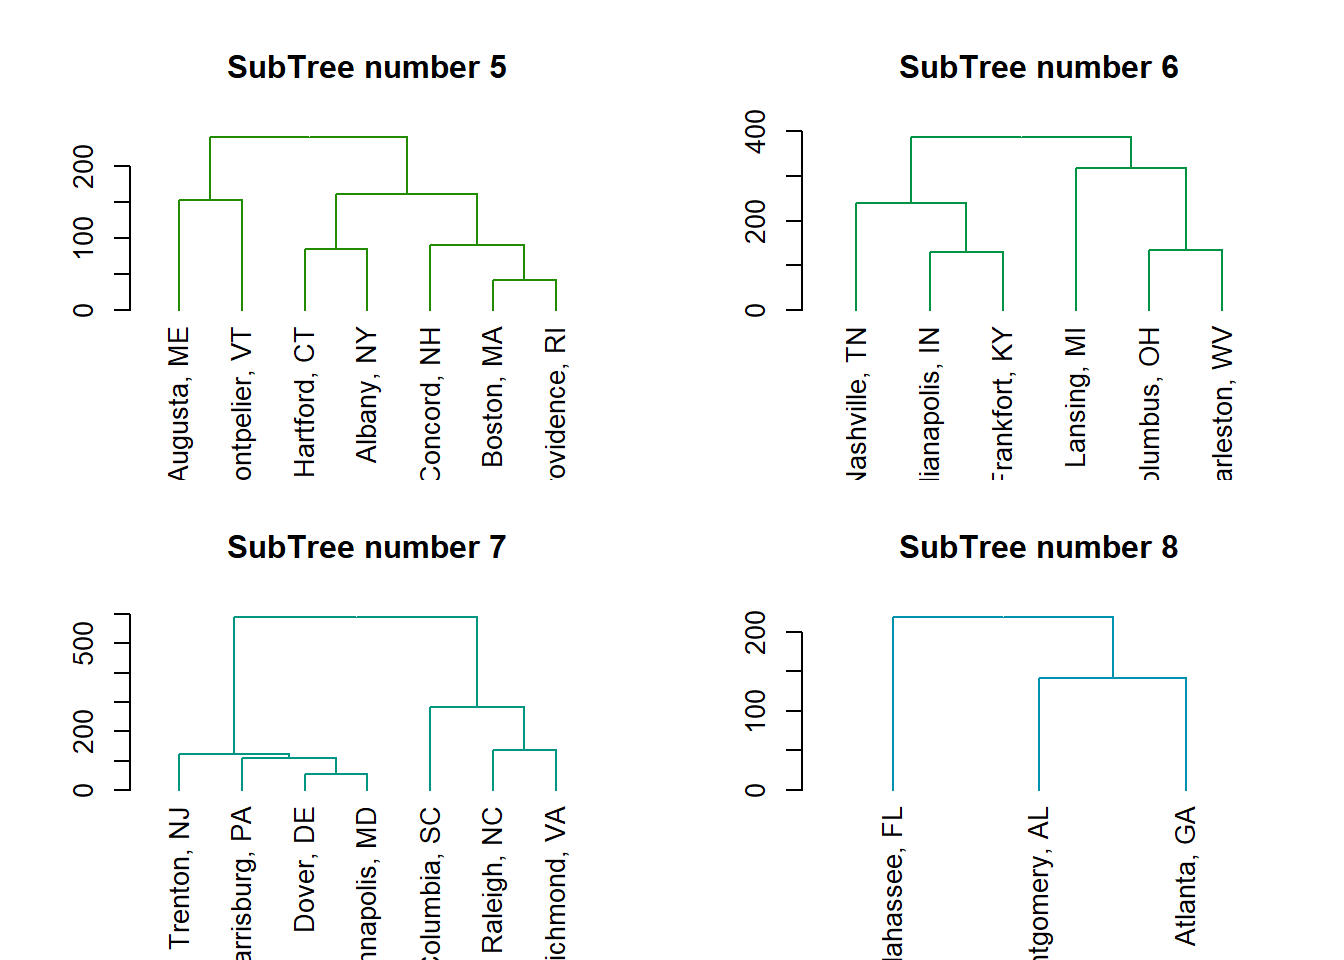 SubTree number 5
200
100
0
Augusta, ME
ontpelier, VT
Hartford, CT
Albany, NY
Concord, NH
Boston, MA
ovidence, RI
SubTree number 6
400
200
0
Nashville, TN
dianapolis, IN
Frankfort, KY
Lansing, MI
olumbus, OH
arleston, WV
SubTree number 7
500
200
0
Trenton, NJ
arrisburg, PA
Dover, DE
nnapolis, MD
Columbia, SC
Raleigh, NC
ichmond, VA
SubTree number 8
200
100
0
lahassee, FL
ntgomery, AL
Atlanta, GA